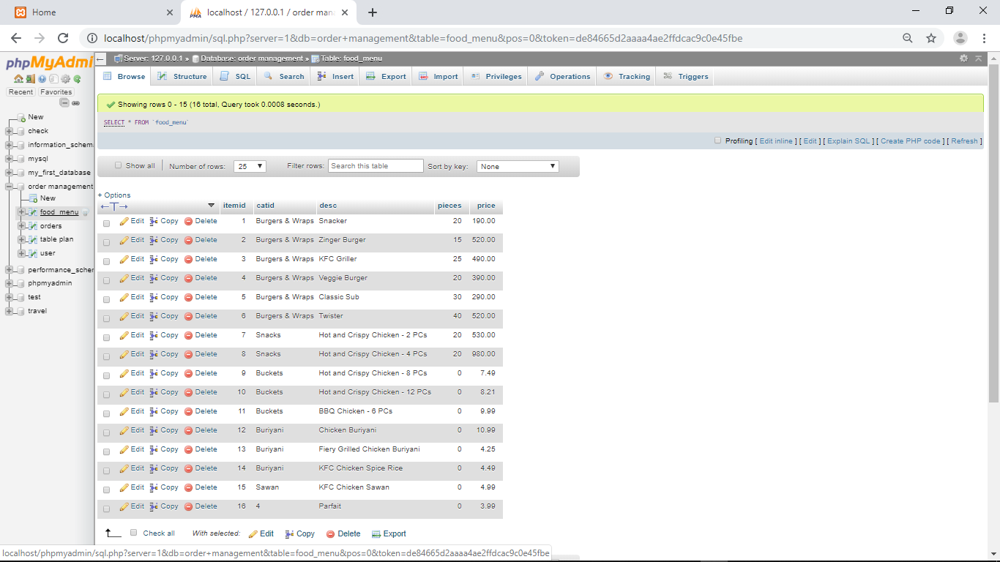 Home
localhost / 127.0.0.1 / order mana
localhost/phpmyadmin/sql.php?server=1&db=order+management&table=food_menu&pos=0&token=de84665d2aaaa4ae2ffdcac9c0e45fbe
phpMyAdmi
Recent Favorites
New
check
information_schema
mysql
my_first_database
order management
New
food_menu
orders
table plan
user
performance_schem
phpmyadmin
test
travel
Server: 127.0.0.1 » Database: order management » Table: food_menu
Browse Structure SQL Search Insert Export Import Privileges Operations Tracking Triggers
Showing rows 0 - 15 (16 total, Query took 0.0008 seconds.)
SELECT * FROM `food_menu`
Profiling [ Edit inline ] [ Edit ] [ Explain SQL ] [ Create PHP code ] [ Refresh ]
Show all Number of rows: 25 Filter rows: Search this table Sort by key: None
+ Options
←T→ itemid catid desc pieces price
Edit Copy Delete 1 Burgers & Wraps Snacker 20 190.00
Edit Copy Delete 2 Burgers & Wraps Zinger Burger 15 520.00
Edit Copy Delete 3 Burgers & Wraps KFC Griller 25 490.00
Edit Copy Delete 4 Burgers & Wraps Veggie Burger 20 390.00
Edit Copy Delete 5 Burgers & Wraps Classic Sub 30 290.00
Edit Copy Delete 6 Burgers & Wraps Twister 40 520.00
Edit Copy Delete 7 Snacks Hot and Crispy Chicken - 2 PCs 20 530.00
Edit Copy Delete 8 Snacks Hot and Crispy Chicken - 4 PCs 20 980.00
Edit Copy Delete 9 Buckets Hot and Crispy Chicken - 8 PCs 0 7.49
Edit Copy Delete 10 Buckets Hot and Crispy Chicken - 12 PCs 0 8.21
Edit Copy Delete 11 Buckets BBQ Chicken - 6 PCs 0 9.99
Edit Copy Delete 12 Buriyani Chicken Buriyani 0 10.99
Edit Copy Delete 13 Buriyani Fiery Grilled Chicken Buriyani 0 4.25
Edit Copy Delete 14 Buriyani KFC Chicken Spice Rice 0 4.49
Edit Copy Delete 15 Sawan KFC Chicken Sawan 0 4.99
Edit Copy Delete 16 4 Parfait 0 3.99
Check all With selected: Edit Copy Delete Export
localhost/phpmyadmin/sql.php?server=1&db=order+management&table=food_menu&pos=0&token=de84665d2aaaa4ae2ffdcac9c0e45fbe